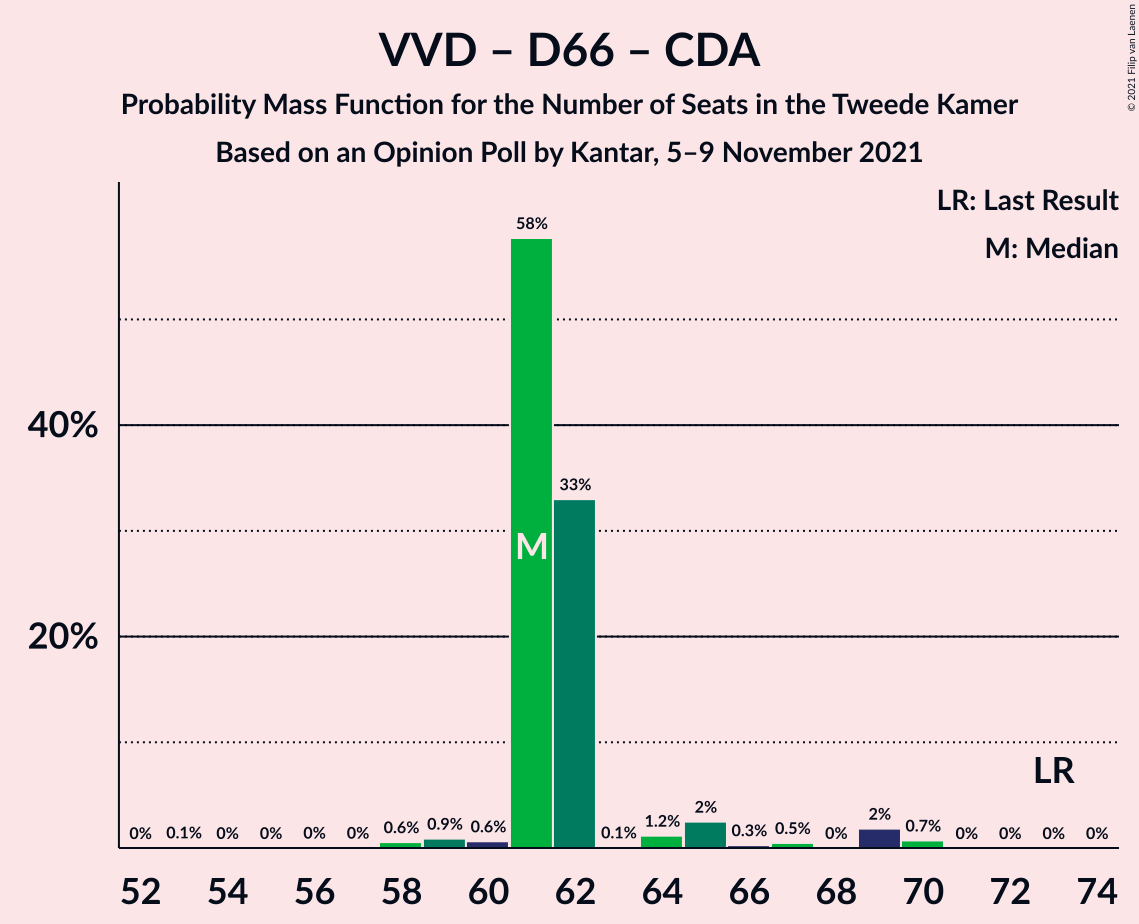 VVD – D66 – CDA
Probability Mass Function for the Number of Seats in the Tweede Kamer
Based on an Opinion Poll by Kantar, 5–9 November 2021
© 2021 Filip van Laenen
LR: Last Result
M: Median
58%
40%
33%
M
20%
LR
0% 0.1% 0% 0% 0% 0% 0.6% 0.9% 0.6% 0.1% 1.2% 2% 0.3% 0.5% 0% 2% 0.7% 0% 0% 0% 0%
52 54 56 58 60 62 64 66 68 70 72 74